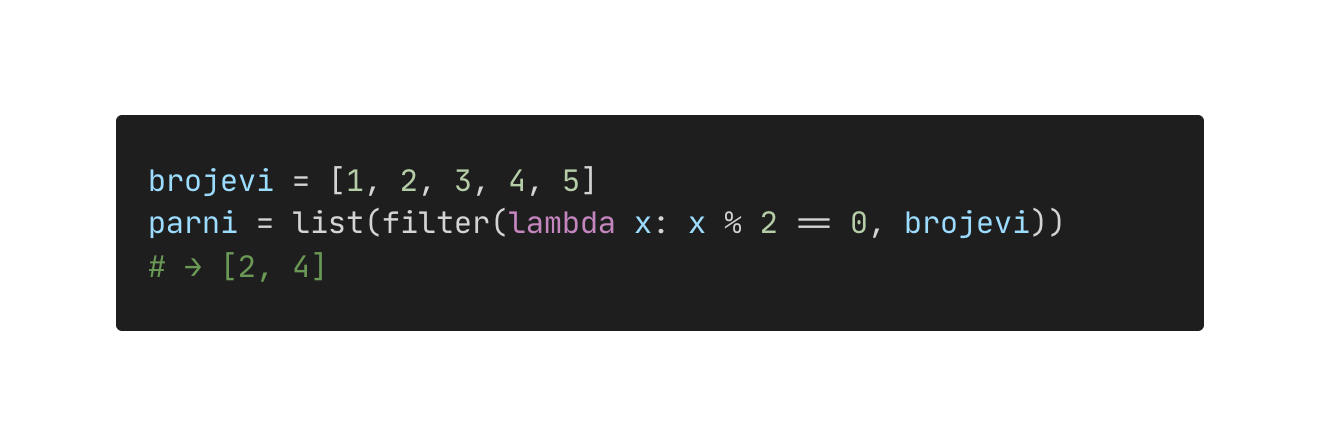 brojevi = [1, 2, 3, 4, 5]
parni = list(filter(lambda x: x % 2 == 0, brojevi))
# → [2, 4]